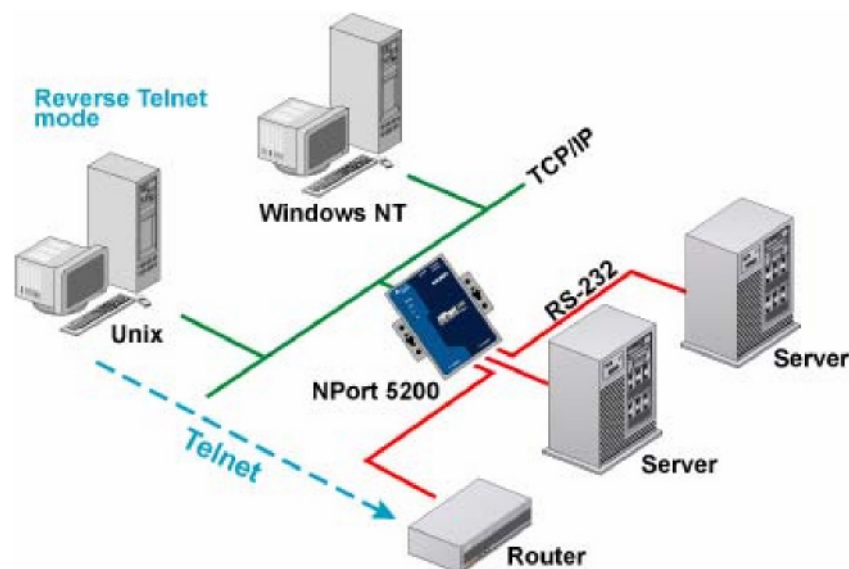 Reverse Telnet
mode
Windows NT
TCP/IP
Unix
RS-232
Server
NPort 5200
Server
Telnet
Router